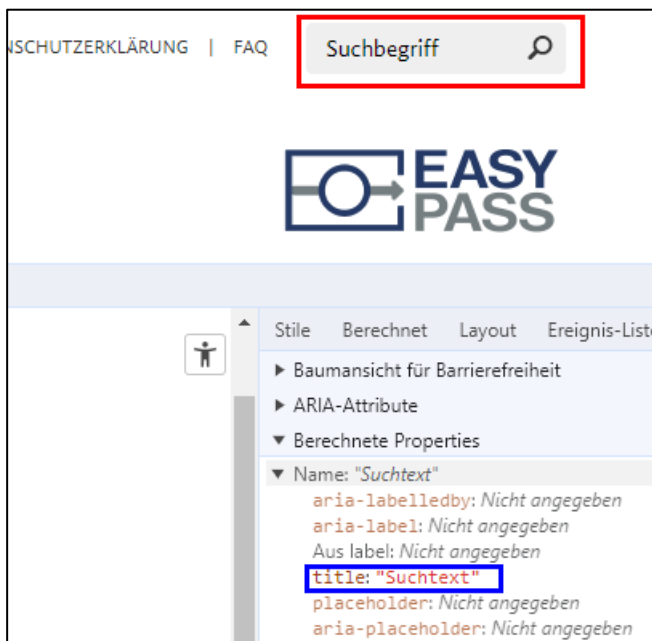 NSCHUTZERKLÄRUNG | FAQ Suchbegriff
EASY
PASS
Stile Berechnet Layout Ereignis-Liste
▶ Baumansicht für Barrierefreiheit
▶ ARIA-Attribute
▼ Berechnete Properties
▼ Name: "Suchtext"
aria-labelledby: Nicht angegeben
aria-label: Nicht angegeben
Aus label: Nicht angegeben
title: "Suchtext"
placeholder: Nicht angegeben
aria-placeholder: Nicht angegeben